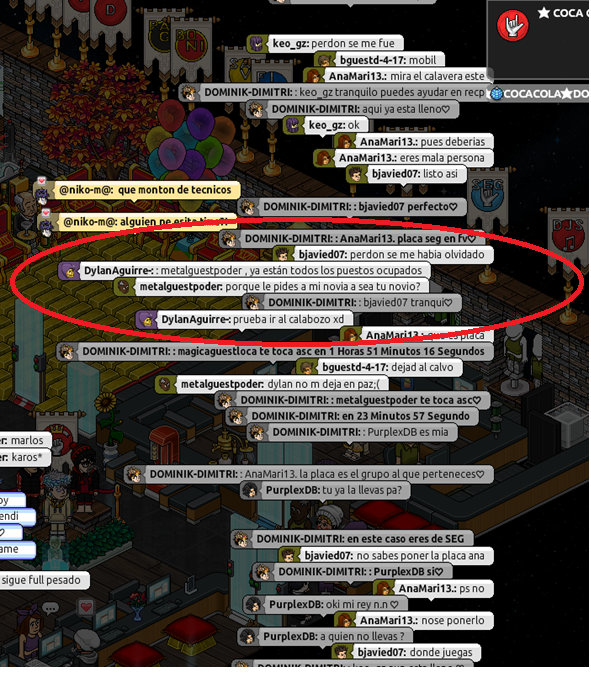 COCA C
keo_gz: perdon se me fue
bguestd-4-17: mobil
AnaMari13.: mira el calavera este
DOMINIK-DIMITRI: : keo_gz tranquilo puedes ayudar en recp
COCACOLA★DO
DOMINIK-DIMITRI: aqui ya esta lleno♡
keo_gz: ok
AnaMari13.: pues deberias
AnaMari13.: eres mala persona
bjavied07: listo asi
@niko-m@: que monton de tecnicos
DOMINIK-DIMITRI: : bjavied07 perfecto♡
@niko-m@: alguien
DOMINIK-DIMITRI: : AnaMari13. placa seg en fv♡
bjavied07: perdon se me habia olvidado
DylanAguirre-: : metalguestpoder , ya están todos los puestos ocupados
metalguestpoder: porque le pides a mi novia a sea tu novio?
DOMINIK-DIMITRI: : bjavied07 tranqui♡
DylanAguirre-: prueba ir al calabozo xd
AnaMari13.: que es placa
DOMINIK-DIMITRI: : magicaguestloca te toca asc en 1 Horas 51 Minutos 16 Segundos
bguestd-4-17: dejad al calvo
metalguestpoder: dylan no m deja en paz;(
DOMINIK-DIMITRI: : metalguestpoder te toca asc♡
DOMINIK-DIMITRI: en 23 Minutos 57 Segundo
DOMINIK-DIMITRI: : PurplexDB es mia
er: marlos
er: karos*
DOMINIK-DIMITRI: : AnaMari13. la placa es el grupo al que perteneces♡
PurplexDB: tu ya la llevas pa?
oy
endi
ame
DOMINIK-DIMITRI: en este caso eres de SEG
bjavied07: no sabes poner la placa ana
DOMINIK-DIMITRI: : PurplexDB si♡
sigue full pesado
AnaMari13.: ps no
PurplexDB: oki mi rey n.n ♡
AnaMari13.: nose ponerlo
PurplexDB: a quien no llevas ?
bjavied07: donde juegas
DOMINIK-DIMITRI: